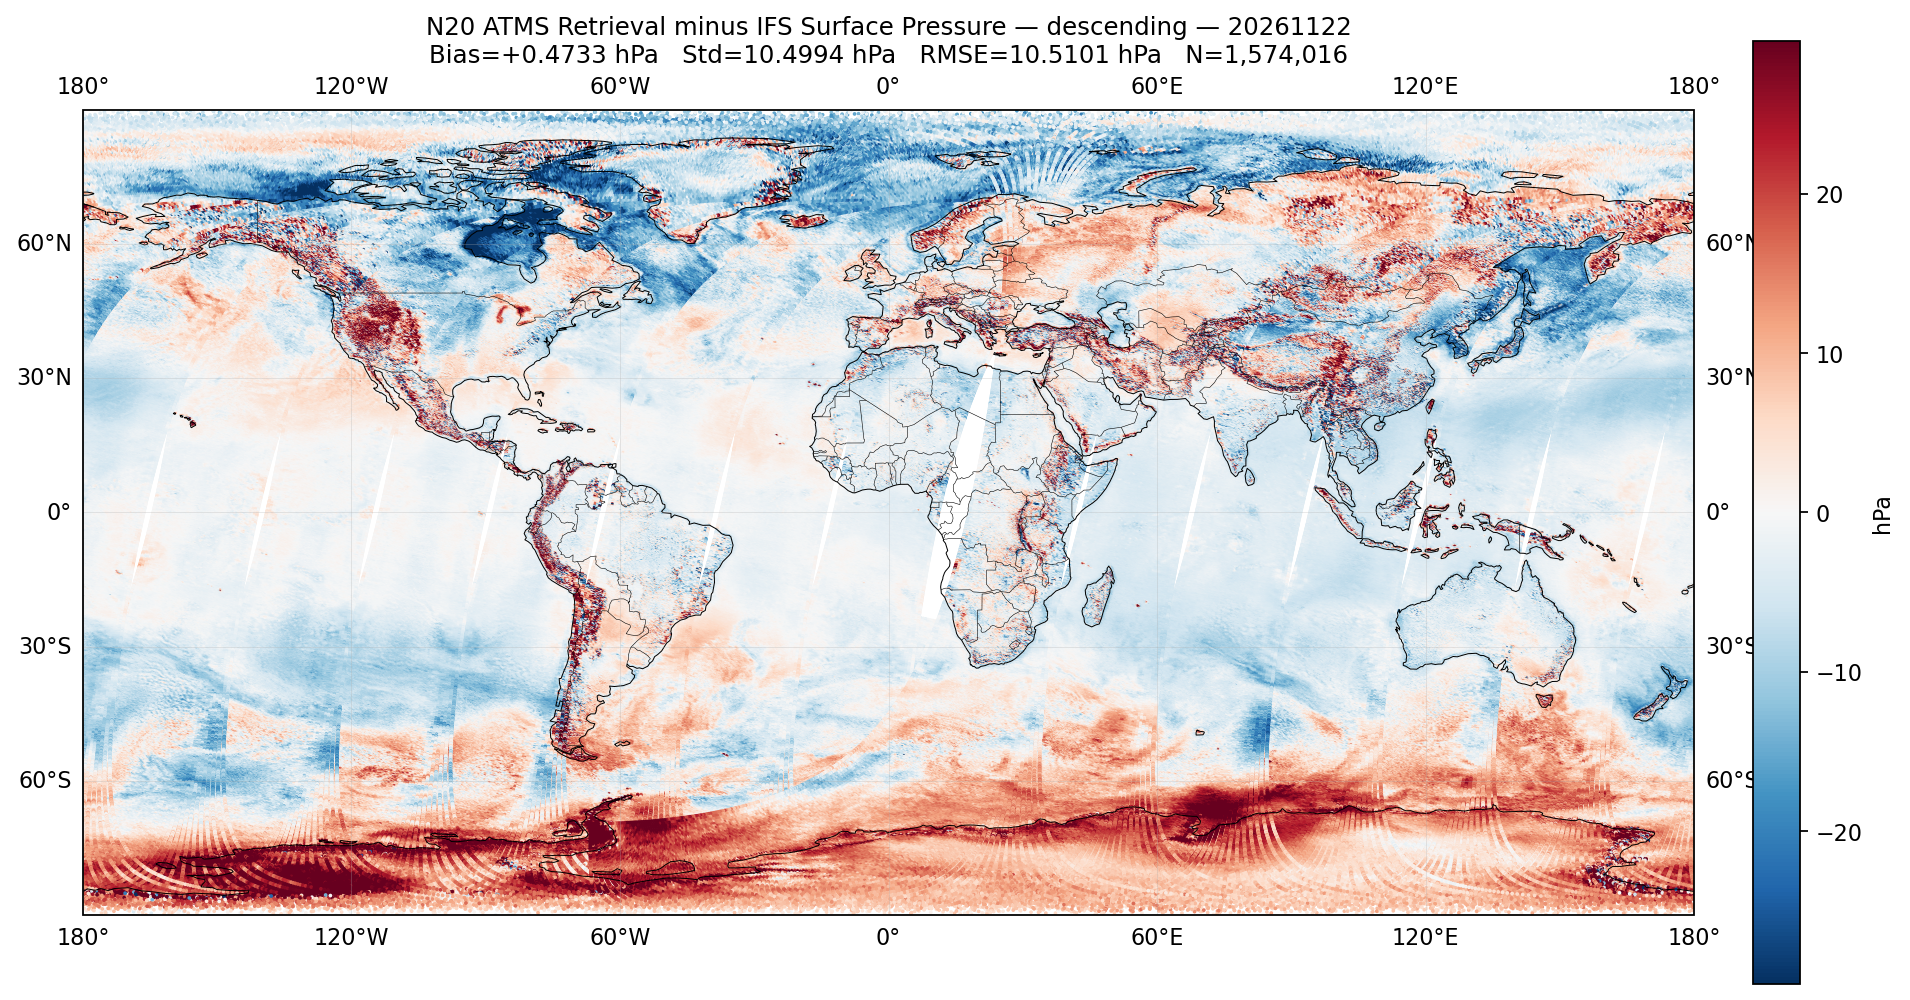 N20 ATMS Retrieval minus IFS Surface Pressure — descending — 20261122
Bias=+0.4733 hPa   Std=10.4994 hPa   RMSE=10.5101 hPa   N=1,574,016
180° 120°W 60°W 0° 60°E 120°E 180°
60°N 60°N
30°N 30°N
0° 0°
30°S 30°S
60°S 60°S
180° 120°W 60°W 0° 60°E 120°E 180°
20
10
0
−10
−20
hPa